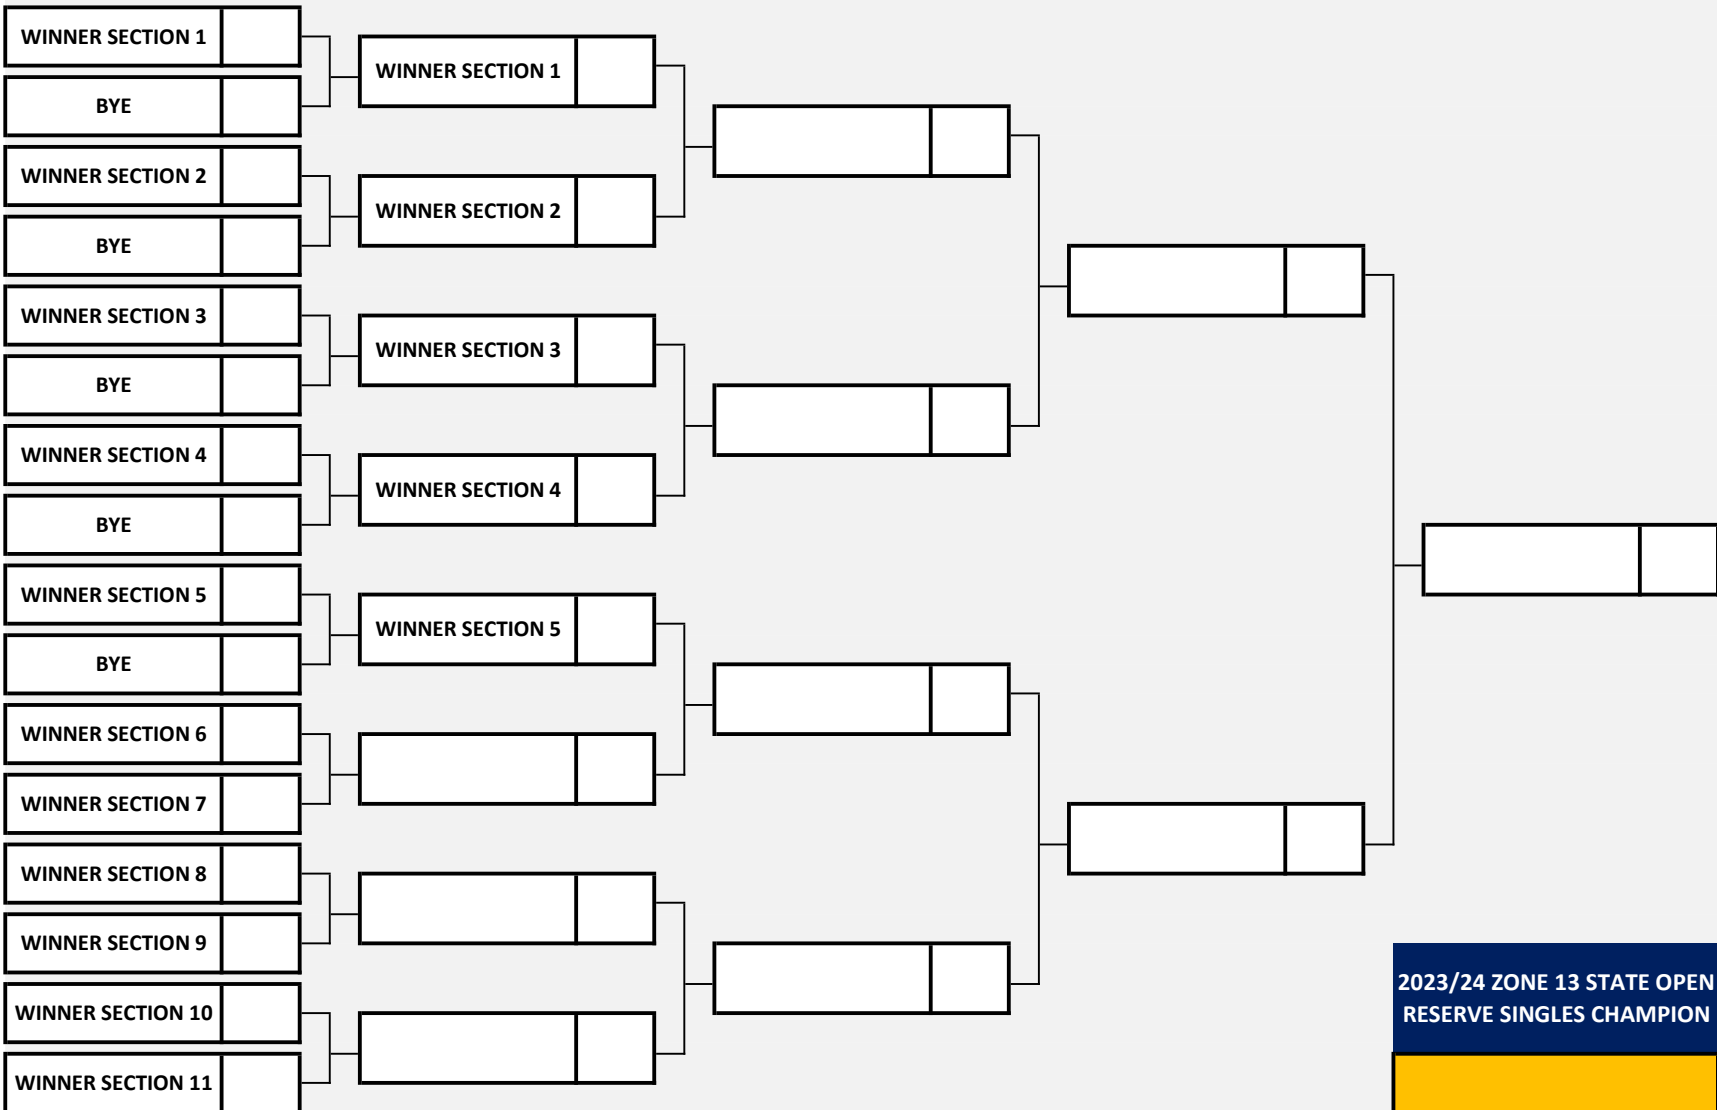 WINNER SECTION 1
BYE
WINNER SECTION 2
BYE
WINNER SECTION 3
BYE
WINNER SECTION 4
BYE
WINNER SECTION 5
BYE
WINNER SECTION 6
WINNER SECTION 7
WINNER SECTION 8
WINNER SECTION 9
WINNER SECTION 10
WINNER SECTION 11
WINNER SECTION 1
WINNER SECTION 2
WINNER SECTION 3
WINNER SECTION 4
WINNER SECTION 5
2023/24 ZONE 13 STATE OPEN
RESERVE SINGLES CHAMPION